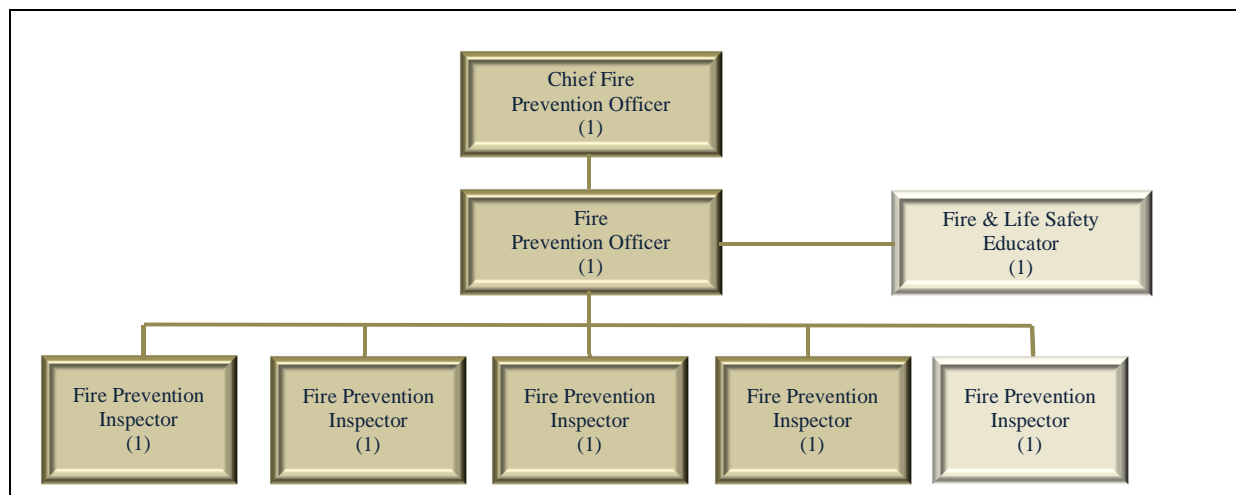 Chief Fire
Prevention Officer
(1)
Fire
Prevention Officer
(1)
Fire & Life Safety
Educator
(1)
Fire Prevention
Inspector
(1)
Fire Prevention
Inspector
(1)
Fire Prevention
Inspector
(1)
Fire Prevention
Inspector
(1)
Fire Prevention
Inspector
(1)